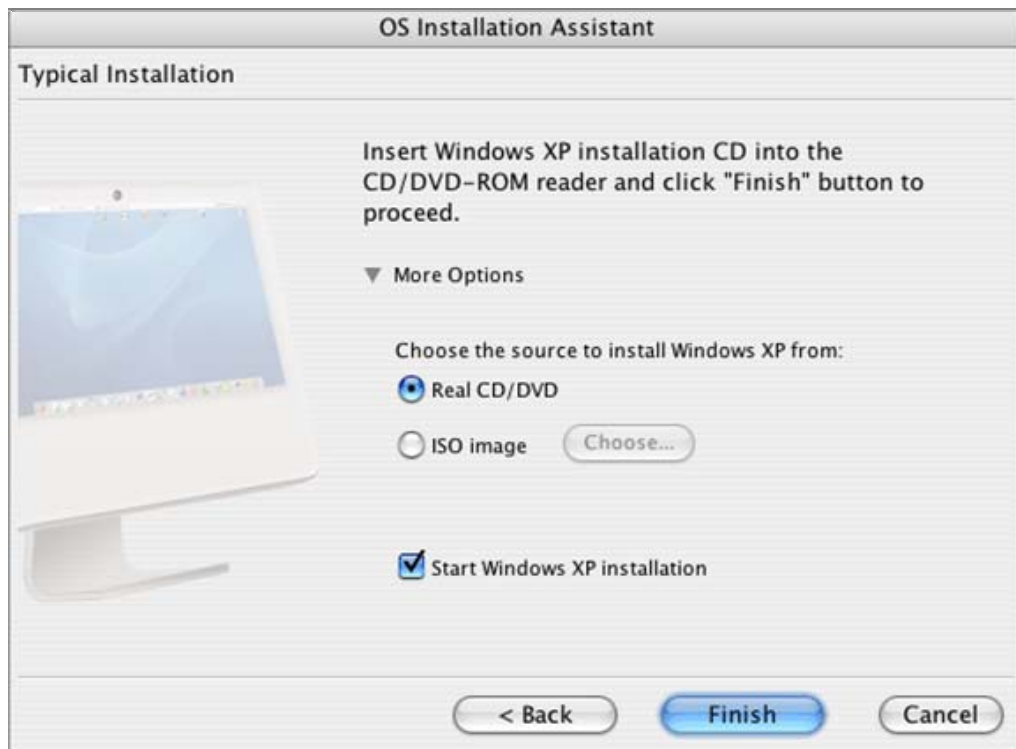 OS Installation Assistant
Typical Installation
Insert Windows XP installation CD into the
CD/DVD-ROM reader and click "Finish" button to
proceed.
More Options
Choose the source to install Windows XP from:
Real CD/DVD
ISO image Choose...
Start Windows XP installation
< Back Finish Cancel